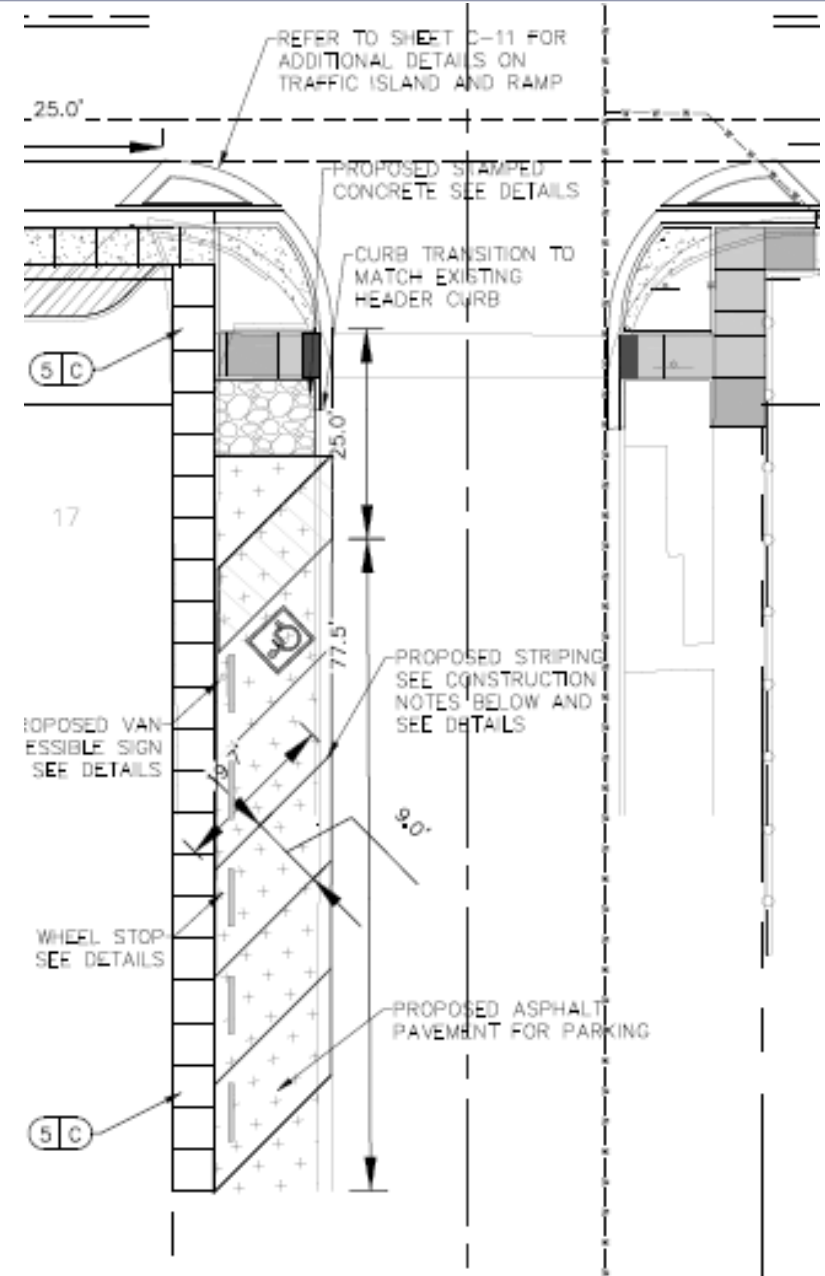 REFER TO SHEET C-11 FOR
ADDITIONAL DETAILS ON
TRAFFIC ISLAND AND RAMP
25.0'
PROPOSED STAMPED
CONCRETE SEE DETAILS
CURB TRANSITION TO
MATCH EXISTING
HEADER CURB
5 C
25.0'
17
77.5'
PROPOSED STRIPING
SEE CONSTRUCTION
NOTES BELOW AND
SEE DETAILS
OPOSED VAN
ESSIBLE SIGN
SEE DETAILS
9.0'
WHEEL STOP
SEE DETAILS
PROPOSED ASPHALT
PAVEMENT FOR PARKING
5 C